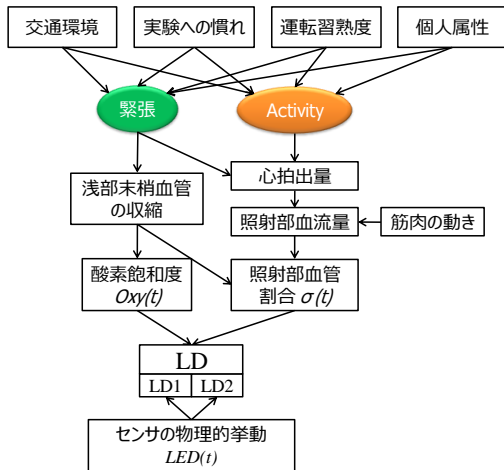 交通環境
実験への慣れ
運転習熟度
個人属性
緊張
Activity
浅部末梢血管
の収縮
心拍出量
照射部血流量
筋肉の動き
酸素飽和度
Oxy(t)
照射部血管
割合 σ(t)
LD
LD1
LD2
センサの物理的挙動
LED(t)